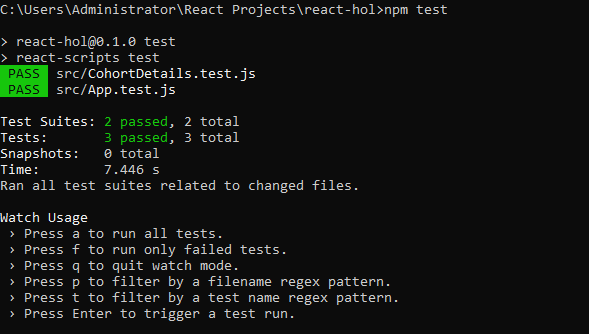 C:\Users\Administrator\React Projects\react-hol>npm test
> react-hol@0.1.0 test
> react-scripts test
PASS src/CohortDetails.test.js
PASS src/App.test.js
Test Suites: 2 passed, 2 total
Tests: 3 passed, 3 total
Snapshots: 0 total
Time: 7.446 s
Ran all test suites related to changed files.
Watch Usage
› Press a to run all tests.
› Press f to run only failed tests.
› Press q to quit watch mode.
› Press p to filter by a filename regex pattern.
› Press t to filter by a test name regex pattern.
› Press Enter to trigger a test run.